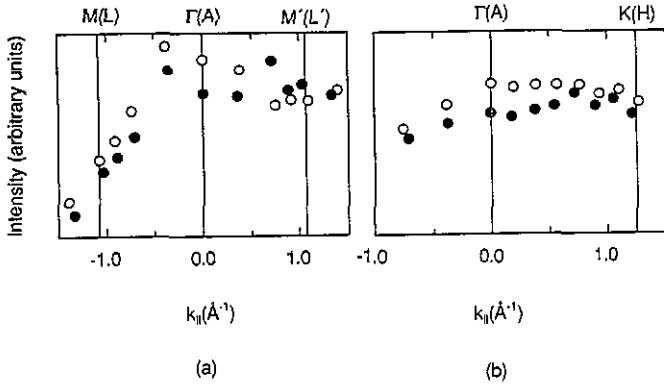 M(L) Γ(A) M´(L´)
Γ(A) K(H)
Intensity (arbitrary units)
-1.0 0.0 1.0
-1.0 0.0 1.0
k||(Å-1)
k||(Å-1)
(a)
(b)